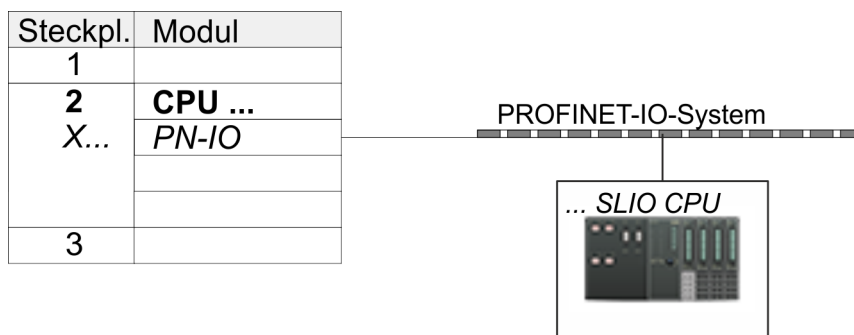 Steckpl. Modul
1
2 CPU ...
X... PN-IO
3
PROFINET-IO-System
... SLIO CPU